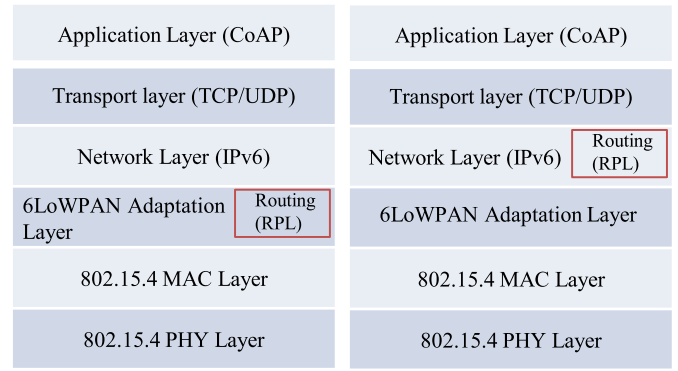 Application Layer (CoAP)
Transport layer (TCP/UDP)
Network Layer (IPv6)
6LoWPAN Adaptation
Layer
Routing
(RPL)
802.15.4 MAC Layer
802.15.4 PHY Layer
Application Layer (CoAP)
Transport layer (TCP/UDP)
Network Layer (IPv6)
Routing
(RPL)
6LoWPAN Adaptation Layer
802.15.4 MAC Layer
802.15.4 PHY Layer